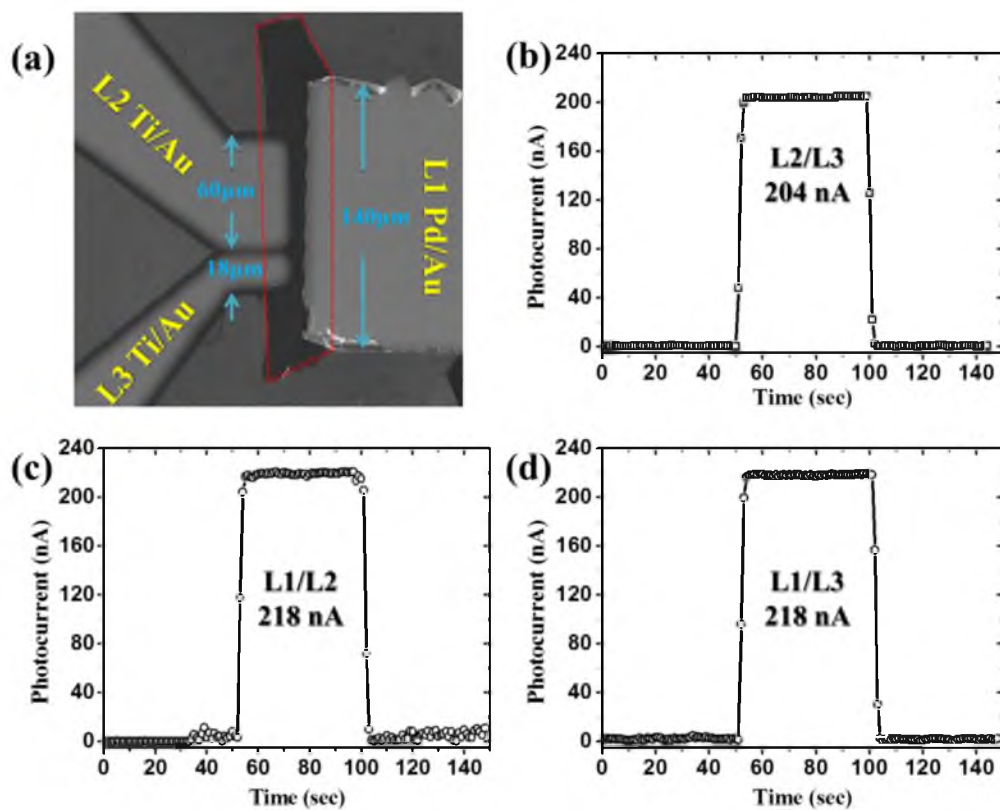 (a)
L2 Ti/Au
60μm
18μm
L3 Ti/Au
140μm
L1 Pd/Au
(b)
240
200
160
120
80
40
0
Photocurrent (nA)
L2/L3
204 nA
0 20 40 60 80 100 120 140
Time (sec)
(c)
240
200
160
120
80
40
0
Photocurrent (nA)
L1/L2
218 nA
0 20 40 60 80 100 120 140
Time (sec)
(d)
240
200
160
120
80
40
0
Photocurrent (nA)
L1/L3
218 nA
0 20 40 60 80 100 120 140
Time (sec)